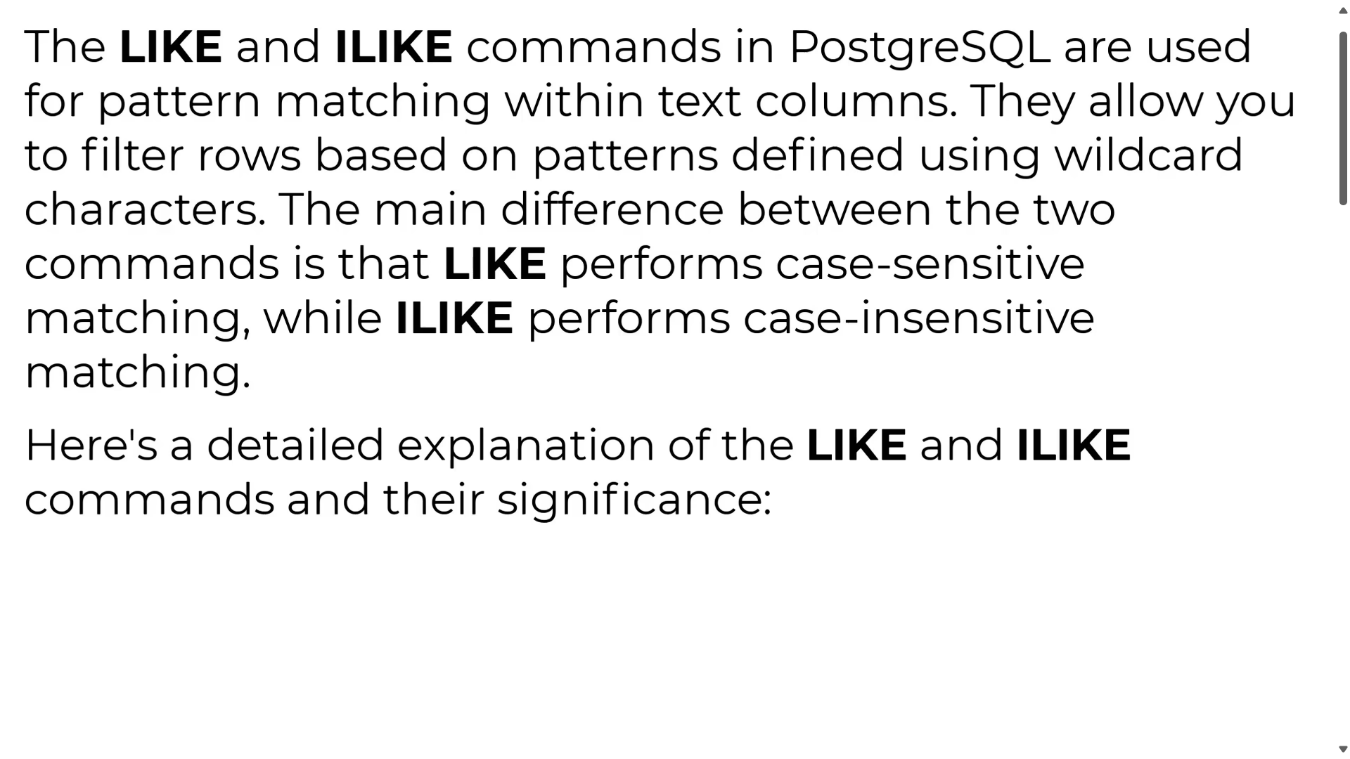 The LIKE and ILIKE commands in PostgreSQL are used
for pattern matching within text columns. They allow you
to filter rows based on patterns defined using wildcard
characters. The main difference between the two
commands is that LIKE performs case-sensitive
matching, while ILIKE performs case-insensitive
matching.
Here's a detailed explanation of the LIKE and ILIKE
commands and their significance: